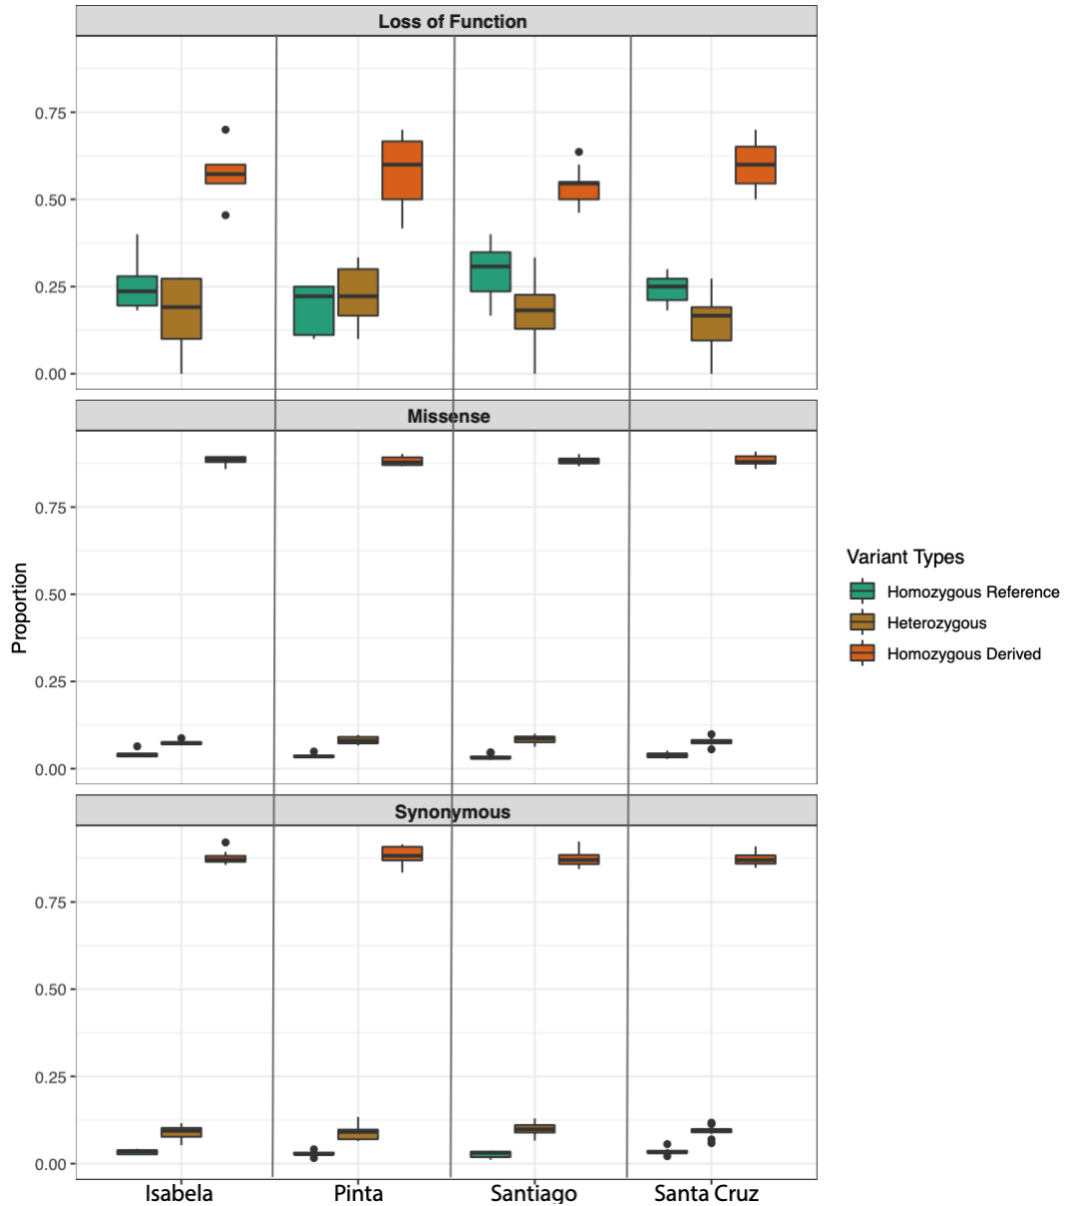 Loss of Function
0.75
0.50
0.25
0.00
Missense
0.75
0.50
0.25
0.00
Synonymous
0.75
0.50
0.25
0.00
Isabela Pinta Santiago Santa Cruz
Proportion
Variant Types
Homozygous Reference
Heterozygous
Homozygous Derived